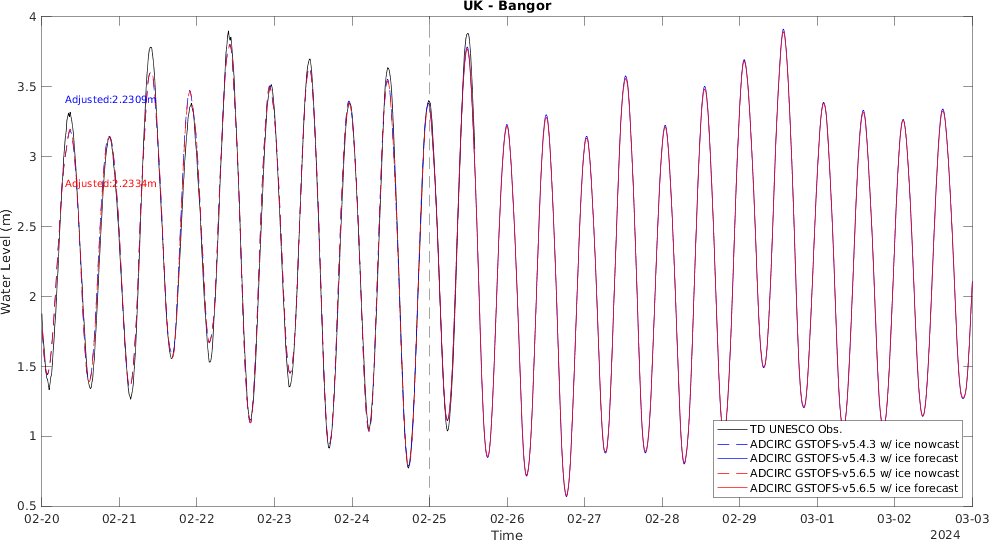 UK - Bangor
4
3.5
3
2.5
2
1.5
1
0.5
Water Level (m)
Adjusted:2.2309m
Adjusted:2.2334m
TD UNESCO Obs.
ADCIRC GSTOFS-v5.4.3 w/ ice nowcast
ADCIRC GSTOFS-v5.4.3 w/ ice forecast
ADCIRC GSTOFS-v5.6.5 w/ ice nowcast
ADCIRC GSTOFS-v5.6.5 w/ ice forecast
02-20 02-21 02-22 02-23 02-24 02-25 02-26 02-27 02-28 02-29 03-01 03-02 03-03
Time
2024